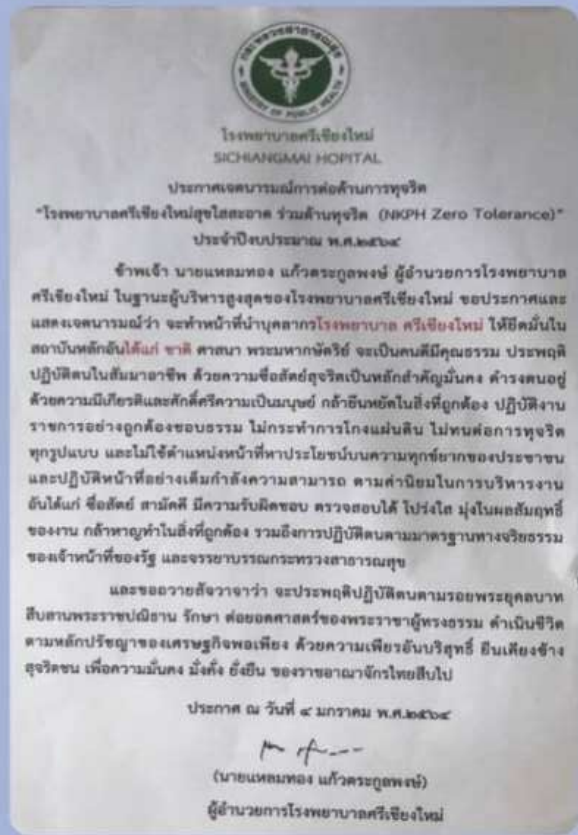 กระทรวงสาธารณสุข
MINISTRY OF PUBLIC HEALTH
โรงพยาบาลศรีเชียงใหม่
SICHIANGMAI HOPITAL
ประกาศเจตนารมณ์การต่อต้านการทุจริต
"โรงพยาบาลศรีเชียงใหม่สุขใสสะอาด ร่วมต้านทุจริต (NKPH Zero Tolerance)"
ประจำปีงบประมาณ พ.ศ.๒๕๖๔
ข้าพเจ้า นายแหลมทอง แก้วตระกูลพงษ์ ผู้อำนวยการโรงพยาบาล
ศรีเชียงใหม่ ในฐานะผู้บริหารสูงสุดของโรงพยาบาลศรีเชียงใหม่ ขอประกาศและ
แสดงเจตนารมณ์ว่า จะทำหน้าที่นำบุคลากรโรงพยาบาล ศรีเชียงใหม่ ให้ยึดมั่นใน
สถาบันหลักอันได้แก่ ชาติ ศาสนา พระมหากษัตริย์ จะเป็นคนดีมีคุณธรรม ประพฤติ
ปฏิบัติตนในสัมมาอาชีพ ด้วยความซื่อสัตย์สุจริตเป็นหลักสำคัญมั่นคง ดำรงตนอยู่
ด้วยความมีเกียรติและศักดิ์ศรีความเป็นมนุษย์ กล้ายืนหยัดในสิ่งที่ถูกต้อง ปฏิบัติงาน
ราชการอย่างถูกต้องชอบธรรม ไม่กระทำการโกงแผ่นดิน ไม่ทนต่อการทุจริต
ทุกรูปแบบ และไม่ใช้ตำแหน่งหน้าที่หาประโยชน์บนความทุกข์ยากของประชาชน
และปฏิบัติหน้าที่อย่างเต็มกำลังความสามารถ ตามค่านิยมในการบริหารงาน
อันได้แก่ ซื่อสัตย์ สามัคคี มีความรับผิดชอบ ตรวจสอบได้ โปร่งใส มุ่งในผลสัมฤทธิ์
ของงาน กล้าหาญทำในสิ่งที่ถูกต้อง รวมถึงการปฏิบัติตนตามมาตรฐานทางจริยธรรม
ของเจ้าหน้าที่ของรัฐ และจรรยาบรรณกระทรวงสาธารณสุข
และขอถวายสัจวาจาว่า จะประพฤติปฏิบัติตนตามรอยพระยุคลบาท
สืบสานพระราชปณิธาน รักษา ต่อยอดศาสตร์ของพระราชาผู้ทรงธรรม ดำเนินชีวิต
ตามหลักปรัชญาของเศรษฐกิจพอเพียง ด้วยความเพียรอันบริสุทธิ์ ยืนเคียงข้าง
สุจริตชน เพื่อความมั่นคง มั่งคั่ง ยั่งยืน ของราชอาณาจักรไทยสืบไป
ประกาศ ณ วันที่ ๔ มกราคม พ.ศ.๒๕๖๔
(นายแหลมทอง แก้วตระกูลพงษ์)
ผู้อำนวยการโรงพยาบาลศรีเชียงใหม่